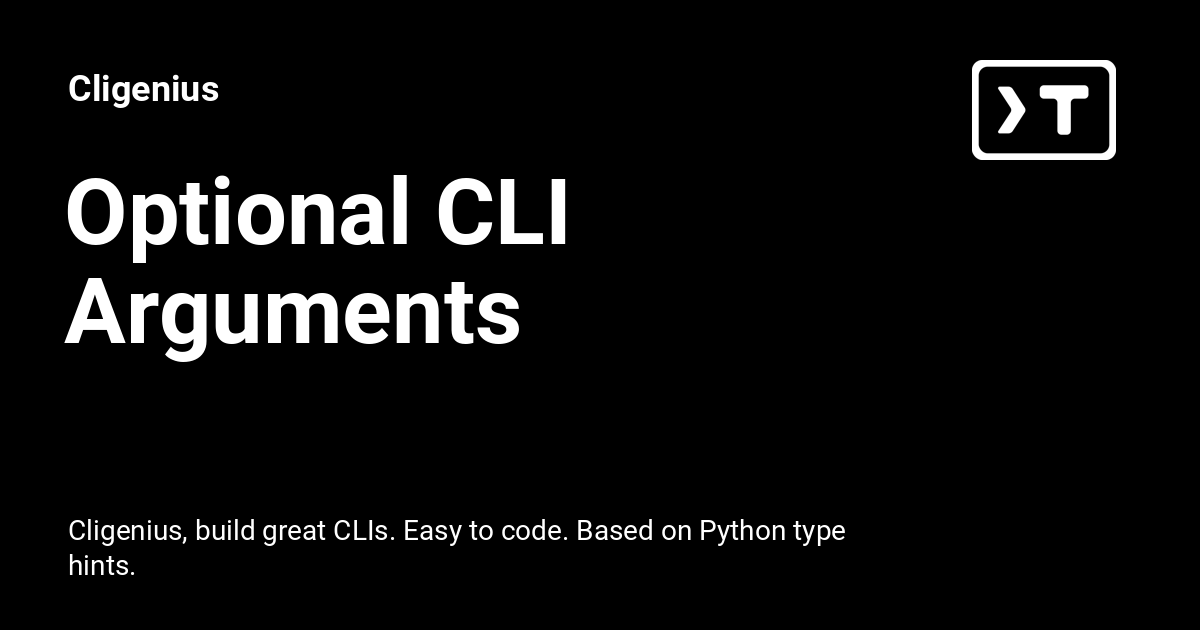 Cligenius
T
Optional CLI
Arguments
Cligenius, build great CLIs. Easy to code. Based on Python type
hints.